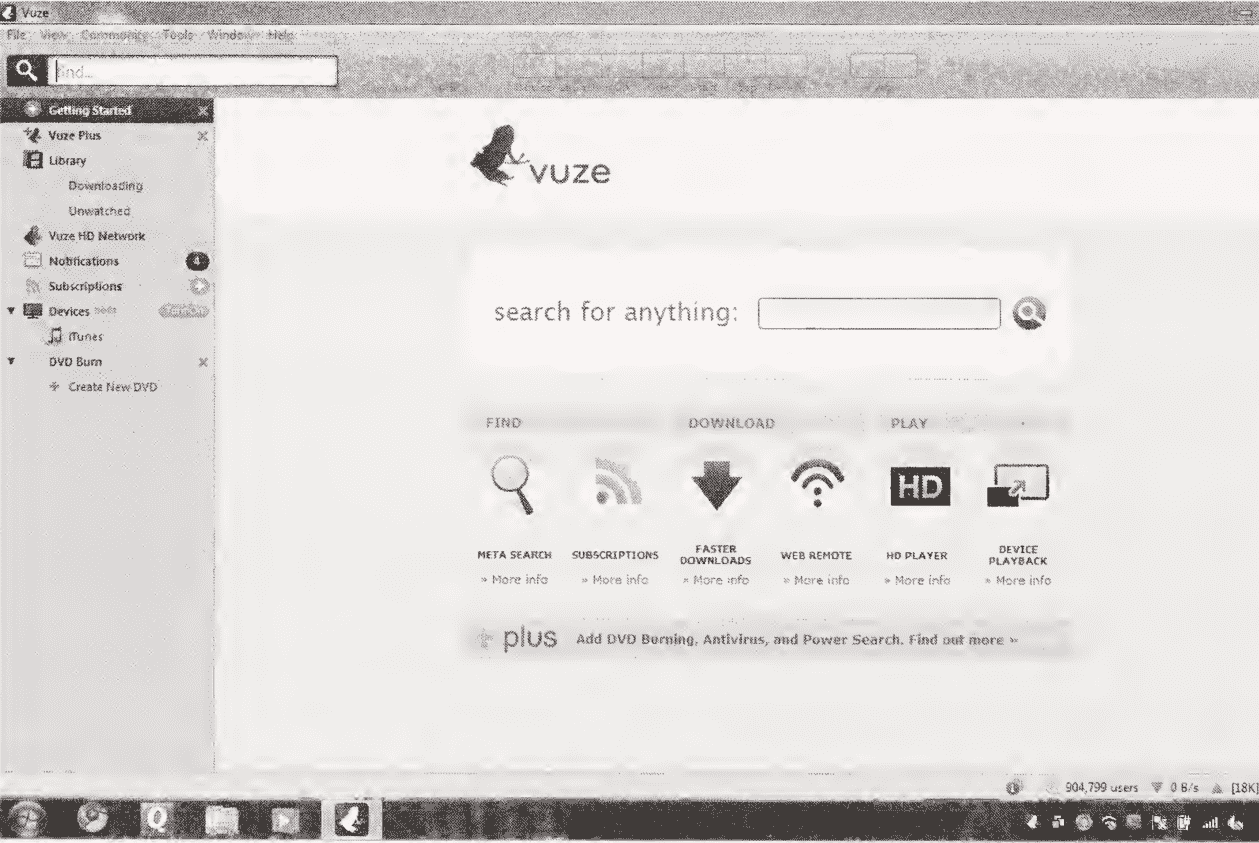 Vuze
File View Community Tools Window Help
find...
Getting Started
Vuze Plus
Library
Downloading
Unwatched
Vuze HD Network
Notifications 4
Subscriptions
Devices beta
iTunes
DVD Burn
Create New DVD
vuze
search for anything:
FIND DOWNLOAD PLAY
HD
META SEARCH SUBSCRIPTIONS FASTER DOWNLOADS WEB REMOTE HD PLAYER DEVICE PLAYBACK
» More info » More info » More info » More info » More info » More info
plus Add DVD Burning, Antivirus, and Power Search. Find out more »
904,799 users 0 B/s [18K]
Q